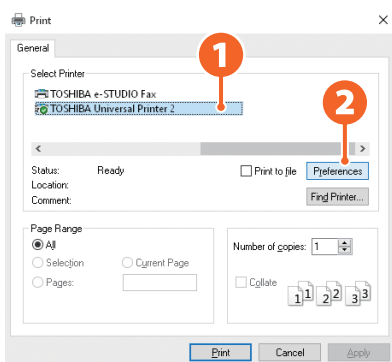 Print
General
Select Printer
TOSHIBA e-STUDIO Fax
TOSHIBA Universal Printer 2
1
2
Status: Ready
Print to file
Preferences
Location:
Comment:
Find Printer...
Page Range
All
Selection
Current Page
Pages:
Number of copies: 1
Collate
1 1 2 2 3 3
Print
Cancel
Apply